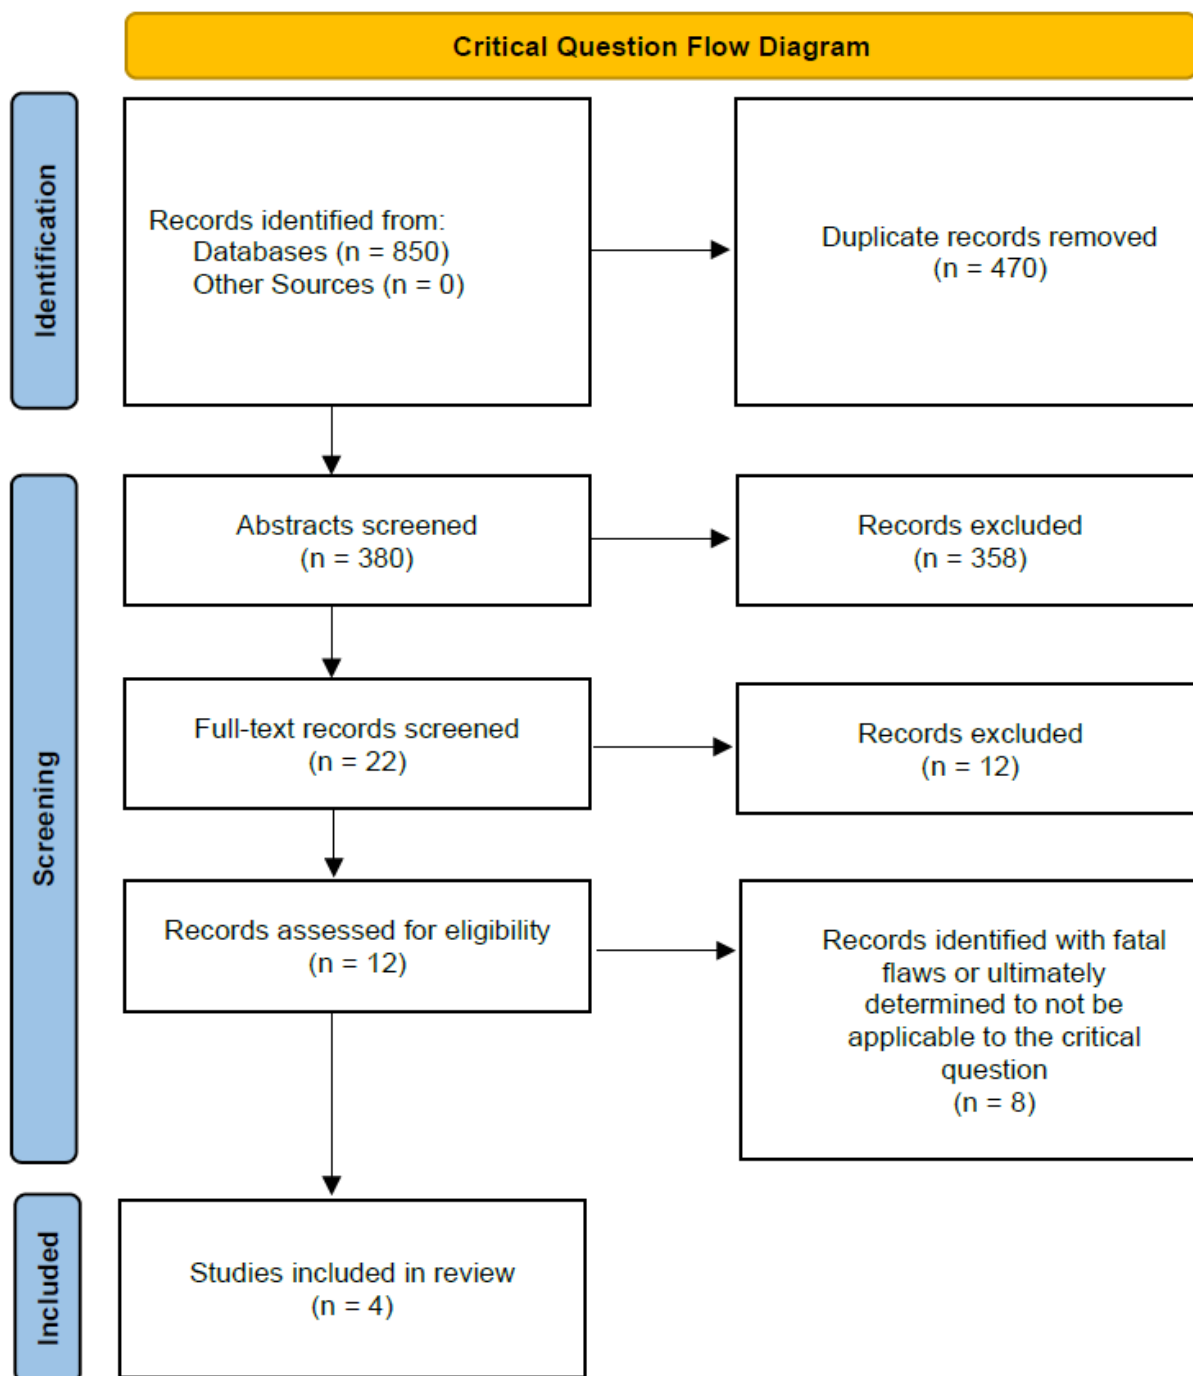 Critical Question Flow Diagram
Identification
Records identified from:
Databases (n = 850)
Other Sources (n = 0)
Duplicate records removed
(n = 470)
Screening
Abstracts screened
(n = 380)
Records excluded
(n = 358)
Full-text records screened
(n = 22)
Records excluded
(n = 12)
Records assessed for eligibility
(n = 12)
Records identified with fatal
flaws or ultimately
determined to not be
applicable to the critical
question
(n = 8)
Included
Studies included in review
(n = 4)